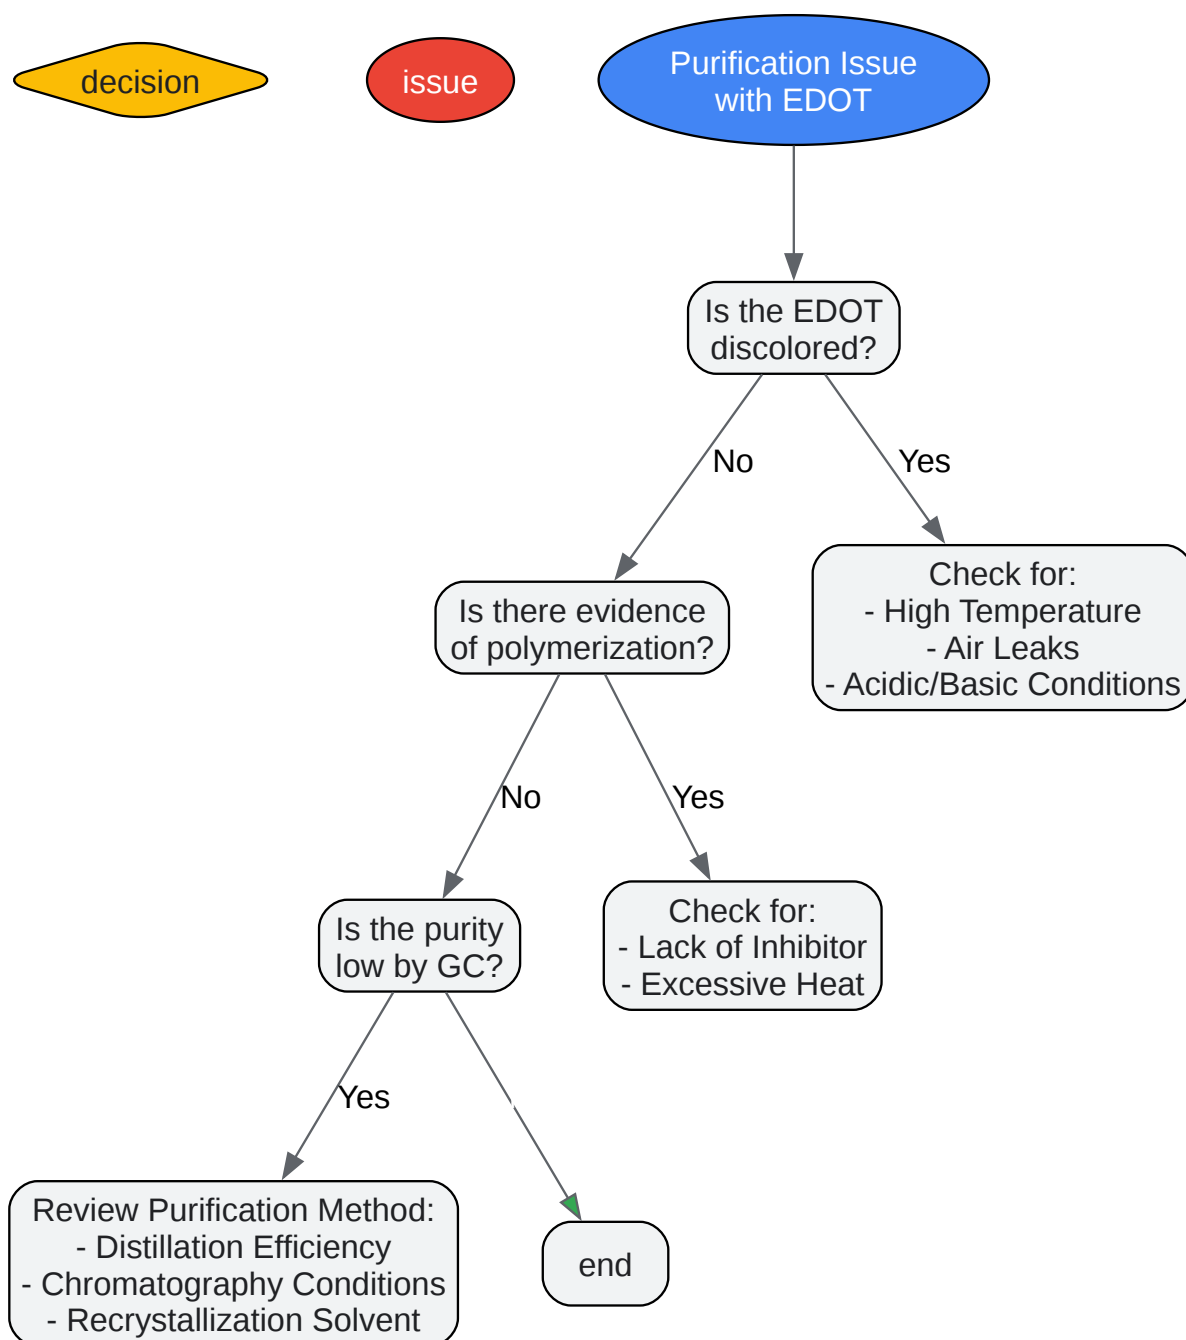 decision
issue
Purification Issue
with EDOT
Is the EDOT
discolored?
No
Yes
Check for:
- High Temperature
- Air Leaks
- Acidic/Basic Conditions
Is there evidence
of polymerization?
No
Yes
Check for:
- Lack of Inhibitor
- Excessive Heat
Is the purity
low by GC?
Yes
Review Purification Method:
- Distillation Efficiency
- Chromatography Conditions
- Recrystallization Solvent
end